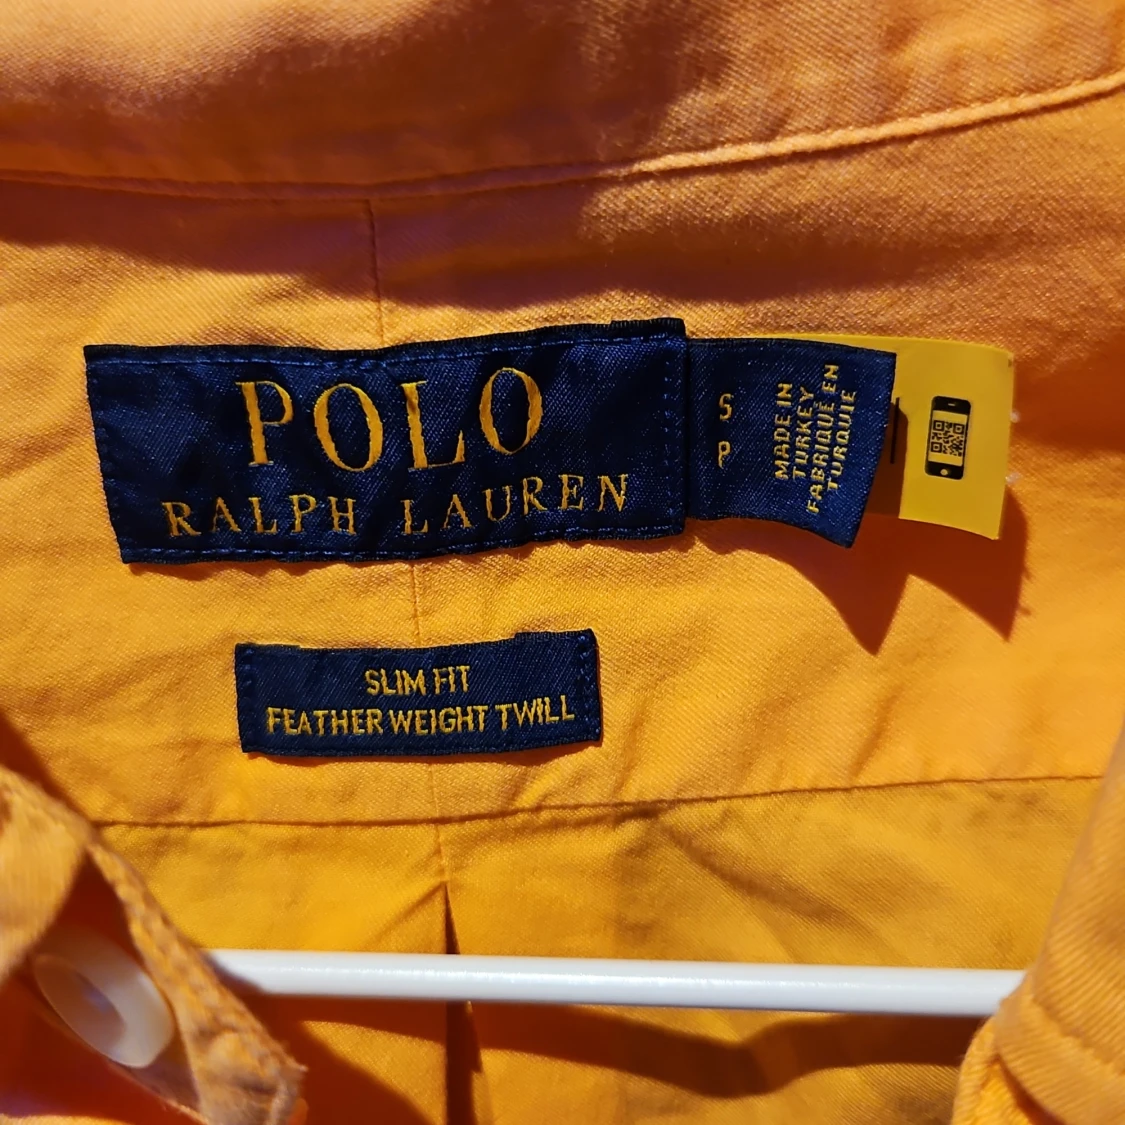 POLO
RALPH LAUREN
S
P
MADE IN
TURKEY
FABRIQUÉ EN
TURQUIE
SLIM FIT
FEATHER WEIGHT TWILL